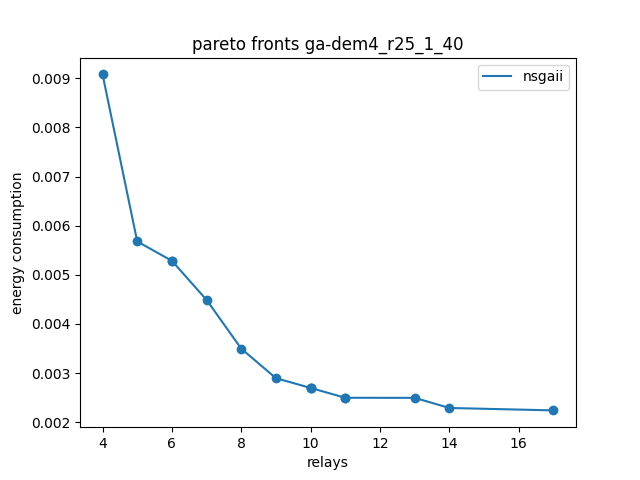 pareto fronts ga-dem4_r25_1_40
nsgaii
0.009
0.008
0.007
0.006
0.005
0.004
0.003
0.002
energy consumption
4 6 8 10 12 14 16
relays